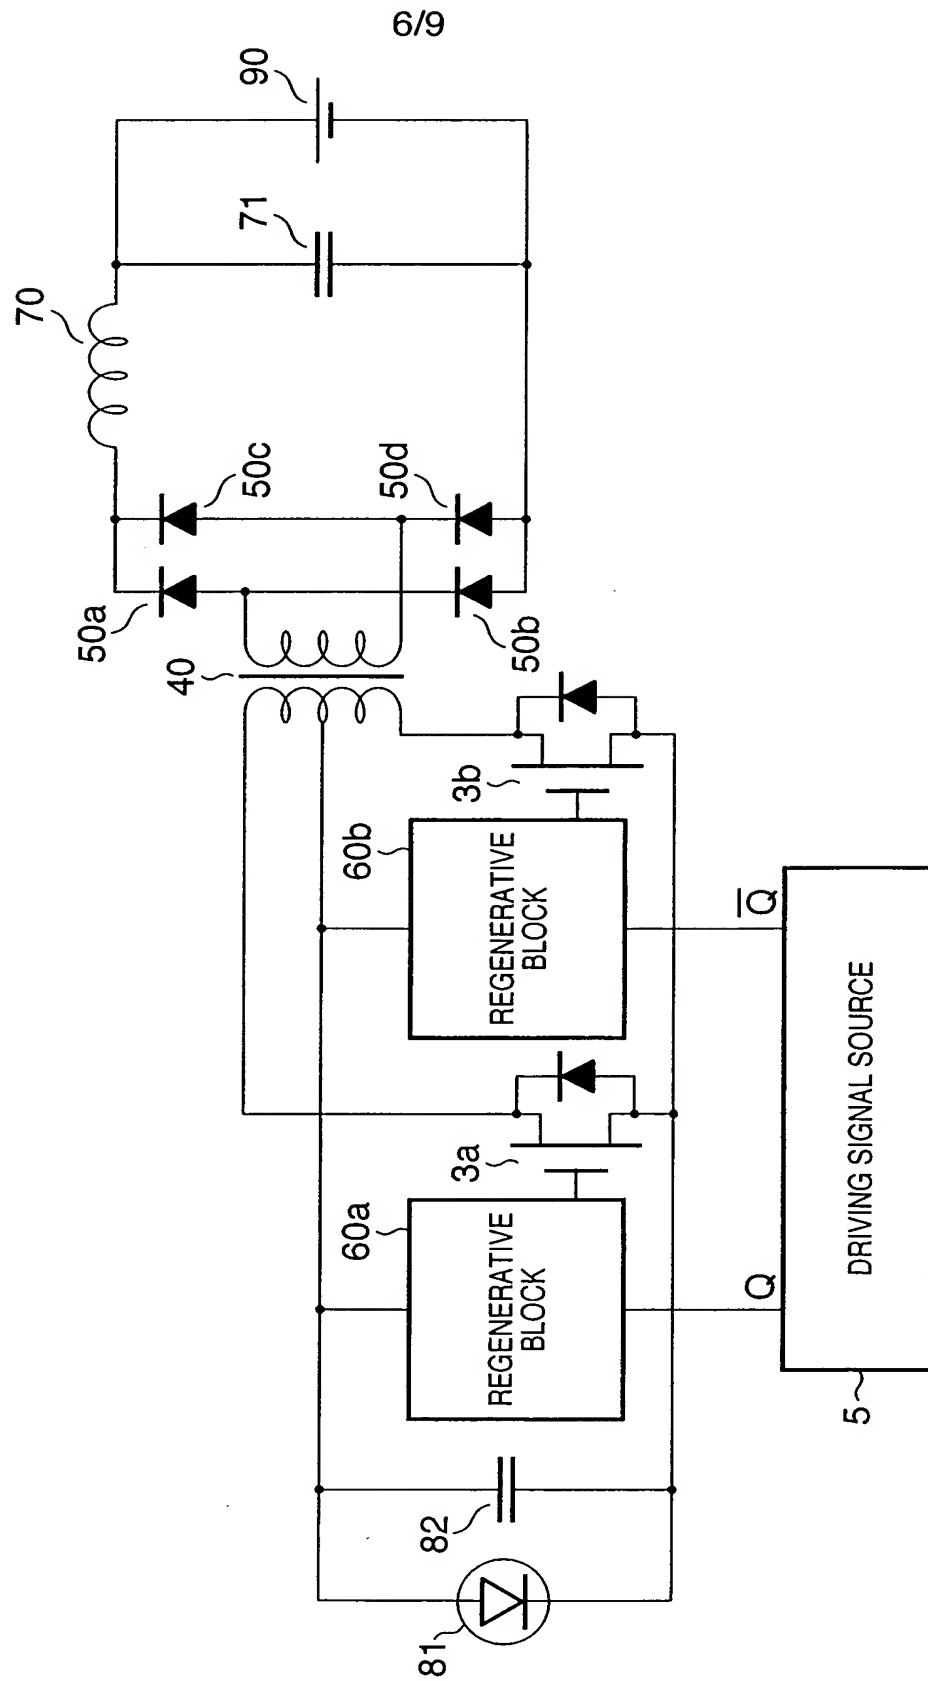 6/9
90
71
70
50c
50d
50a
50b
40
3b
60b
REGENERATIVE
BLOCK
Q̅
3a
60a
REGENERATIVE
BLOCK
Q
DRIVING SIGNAL SOURCE
5
82
81